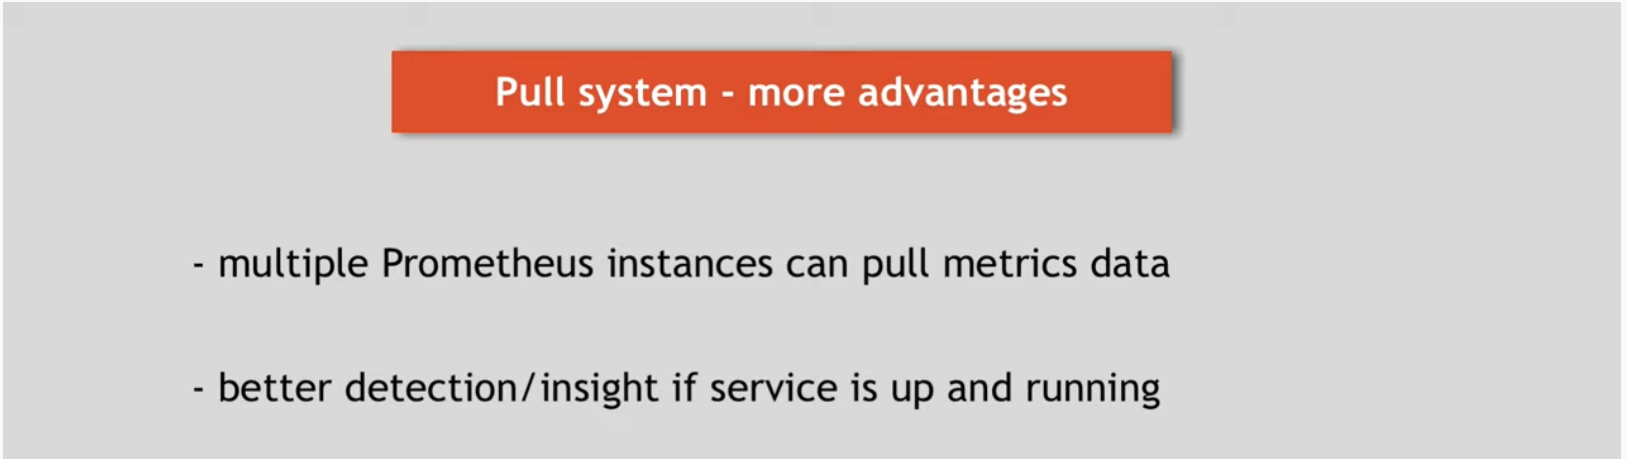 Pull system - more advantages
- multiple Prometheus instances can pull metrics data
- better detection/insight if service is up and running